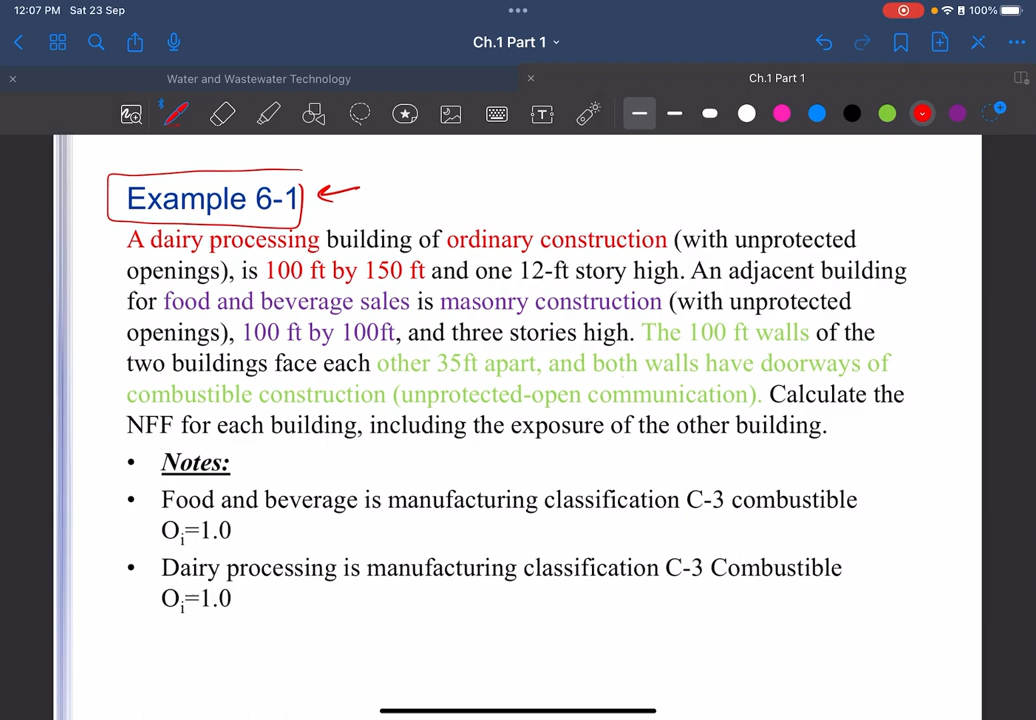 12:07 PM Sat 23 Sep
100%
Ch.1 Part 1
Water and Wastewater Technology
Ch.1 Part 1
Example 6-1
A dairy processing building of ordinary construction (with unprotected
openings), is 100 ft by 150 ft and one 12-ft story high. An adjacent building
for food and beverage sales is masonry construction (with unprotected
openings), 100 ft by 100ft, and three stories high. The 100 ft walls of the
two buildings face each other 35ft apart, and both walls have doorways of
combustible construction (unprotected-open communication). Calculate the
NFF for each building, including the exposure of the other building.
• Notes:
• Food and beverage is manufacturing classification C-3 combustible
Oi=1.0
• Dairy processing is manufacturing classification C-3 Combustible
Oi=1.0